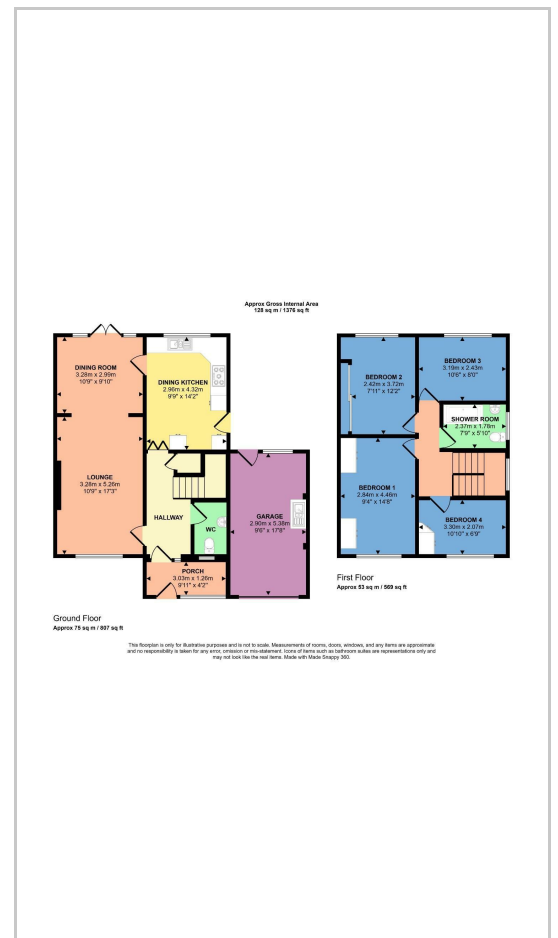 Approx Gross Internal Area
128 sq m / 1376 sq ft
DINING ROOM
3.28m x 2.99m
10'9" x 9'10"
DINING KITCHEN
2.96m x 4.32m
9'9" x 14'2"
LOUNGE
3.28m x 5.26m
10'9" x 17'3"
HALLWAY
WC
GARAGE
2.90m x 5.38m
9'6" x 17'8"
PORCH
3.03m x 1.26m
9'11" x 4'2"
Ground Floor
Approx 75 sq m / 807 sq ft
BEDROOM 2
2.42m x 3.72m
7'11" x 12'2"
BEDROOM 3
3.19m x 2.43m
10'6" x 8'0"
SHOWER ROOM
2.37m x 1.78m
7'9" x 5'10"
BEDROOM 1
2.84m x 4.46m
9'4" x 14'8"
BEDROOM 4
3.30m x 2.07m
10'10" x 6'9"
First Floor
Approx 53 sq m / 569 sq ft
This floorplan is only for illustrative purposes and is not to scale. Measurements of rooms, doors, windows, and any items are approximate
and no responsibility is taken for any error, omission or mis-statement. Icons of items such as bathroom suites are representations only and
may not look like the real items. Made with Made Snappy 360.